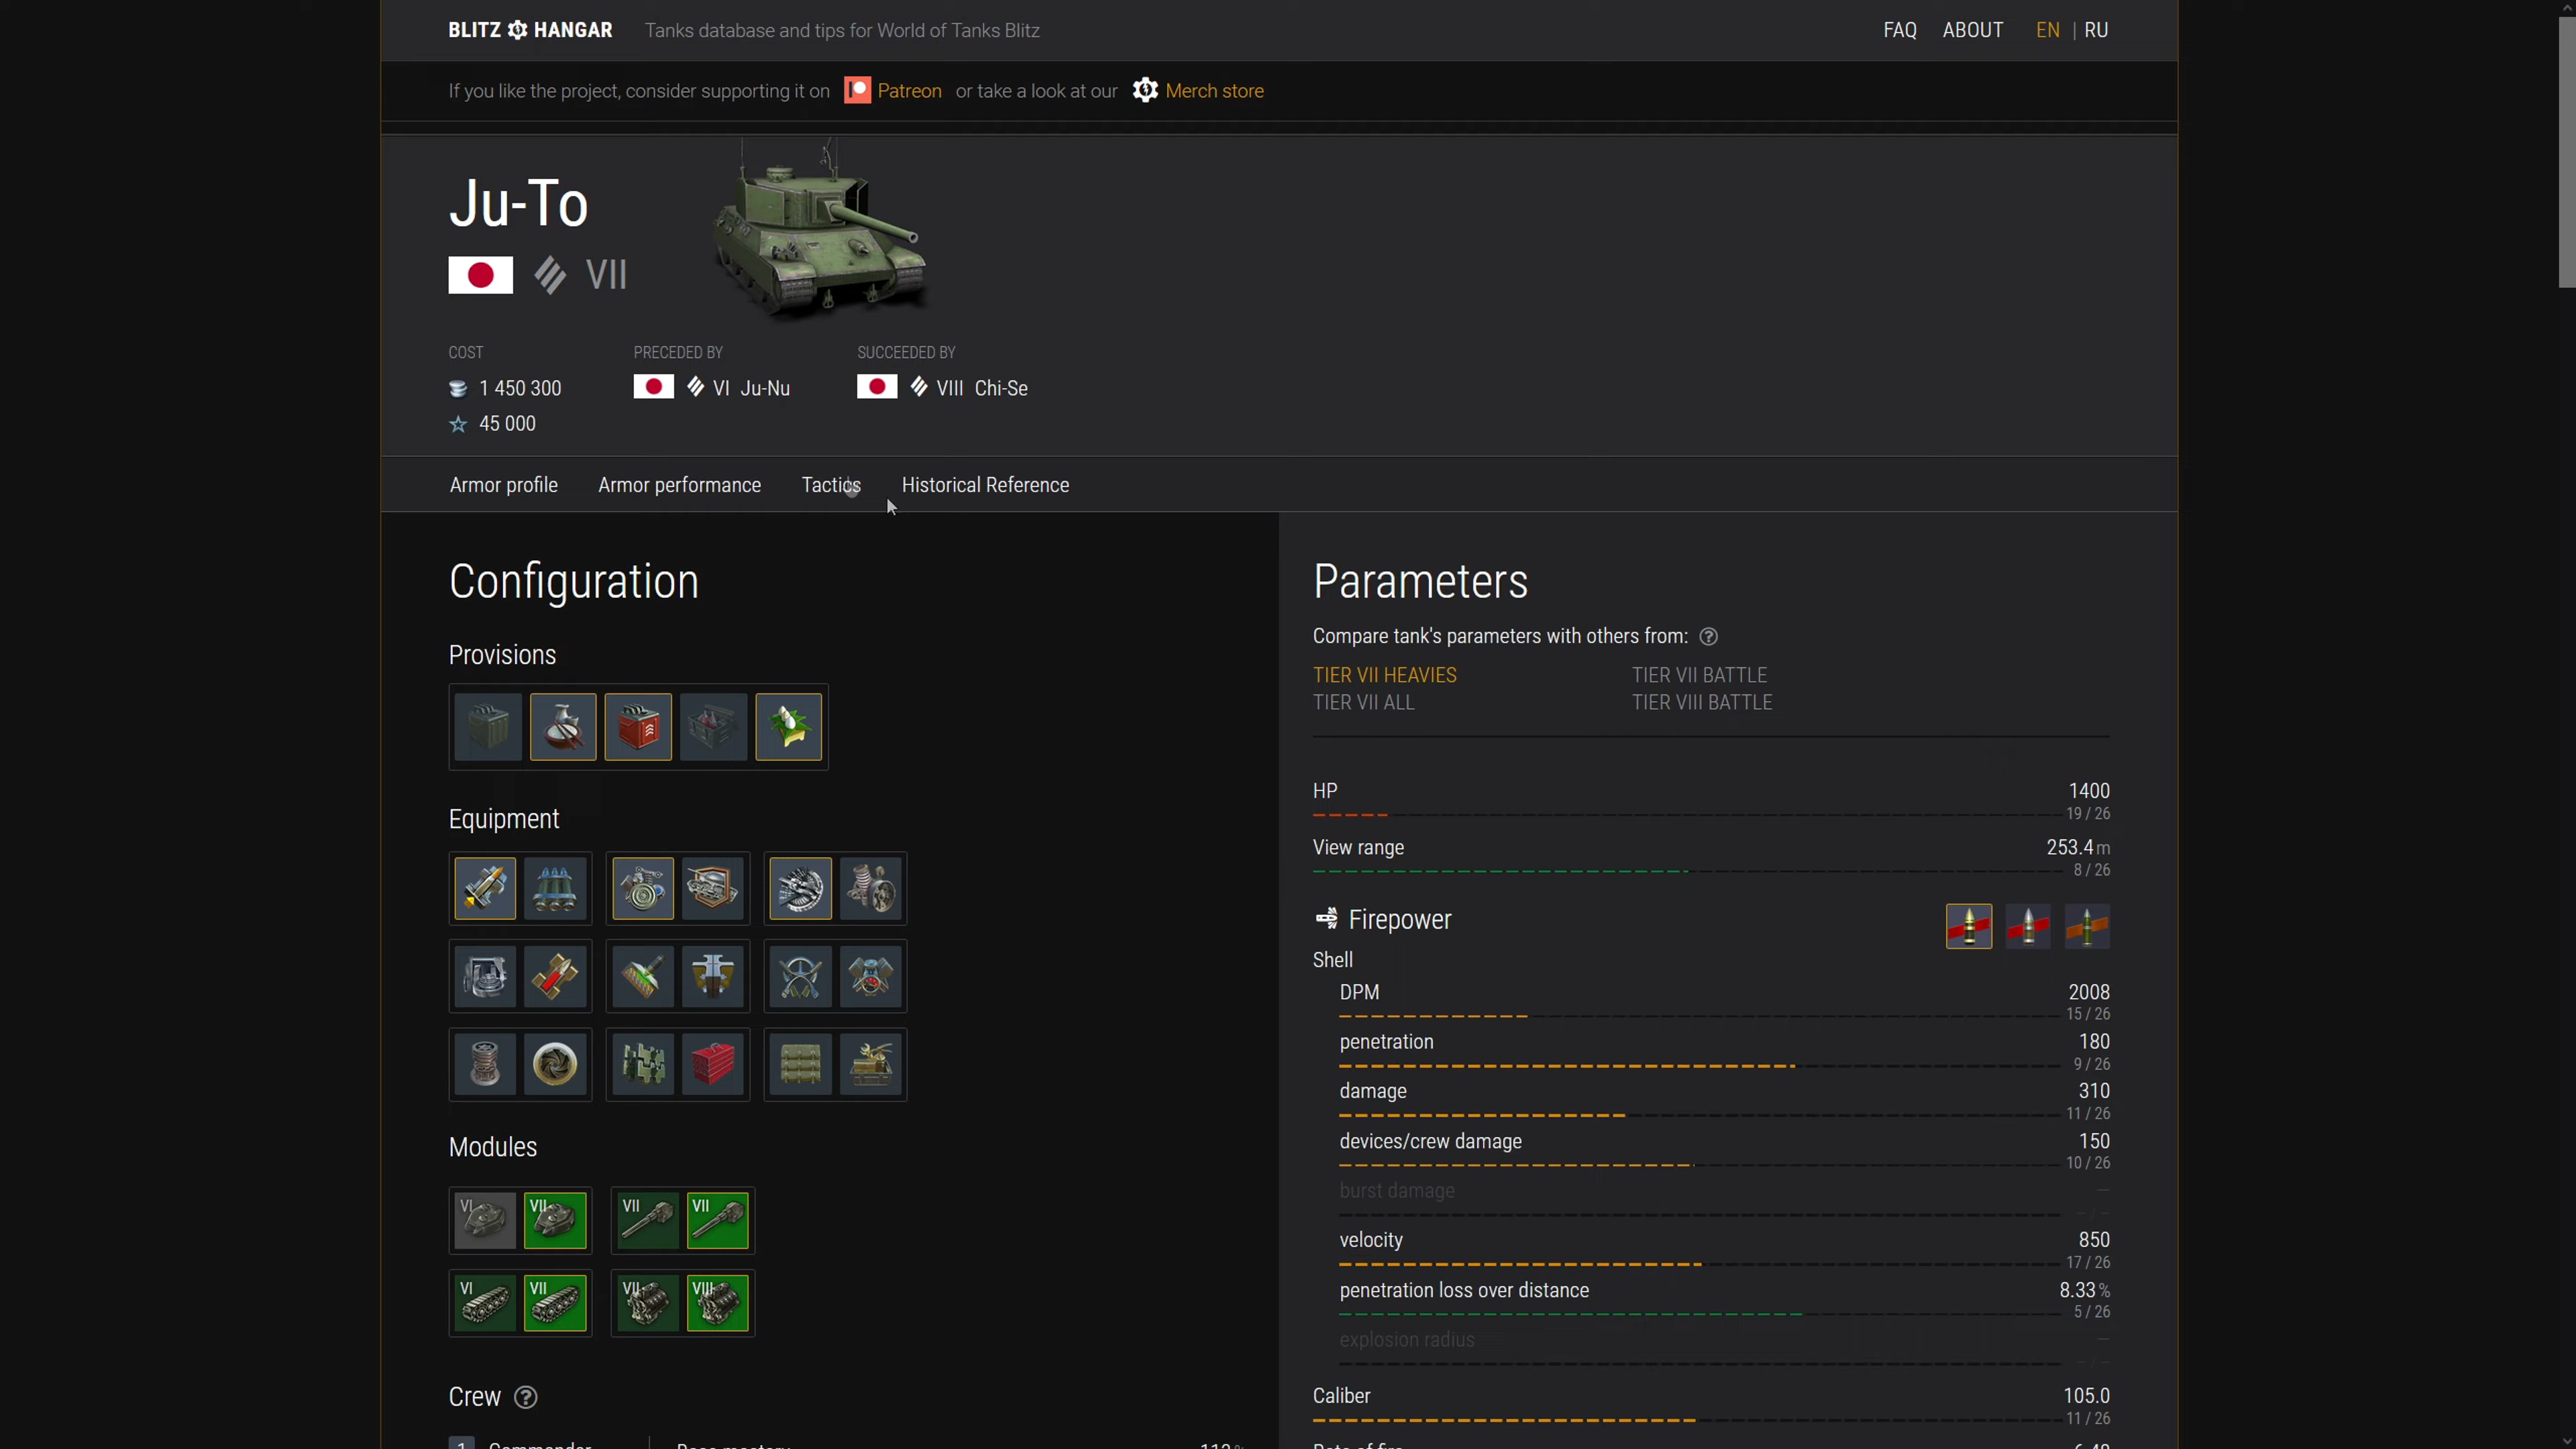 BLITZ HANGAR Tanks database and tips for World of Tanks Blitz FAQ ABOUT EN | RU
If you like the project, consider supporting it on Patreon or take a look at our Merch store
Ju-To
VII
COST PRECEDED BY SUCCEEDED BY
1 450 300 VI Ju-Nu VIII Chi-Se
45 000
Armor profile Armor performance Tactics Historical Reference
Configuration
Provisions
Equipment
Modules
VI VII VII VII
VI VII VII VIII
Crew ?
1 Commander Base mastery
Parameters
Compare tank's parameters with others from: ?
TIER VII HEAVIES TIER VII BATTLE
TIER VII ALL TIER VIII BATTLE
HP 1400
19 / 26
View range 253.4 m
8 / 26
Firepower
Shell
DPM 2008
15 / 26
penetration 180
9 / 26
damage 310
11 / 26
devices/crew damage 150
10 / 26
burst damage —
– / –
velocity 850
17 / 26
penetration loss over distance 8.33 %
5 / 26
explosion radius —
– / –
Caliber 105.0
11 / 26
Rate of fire